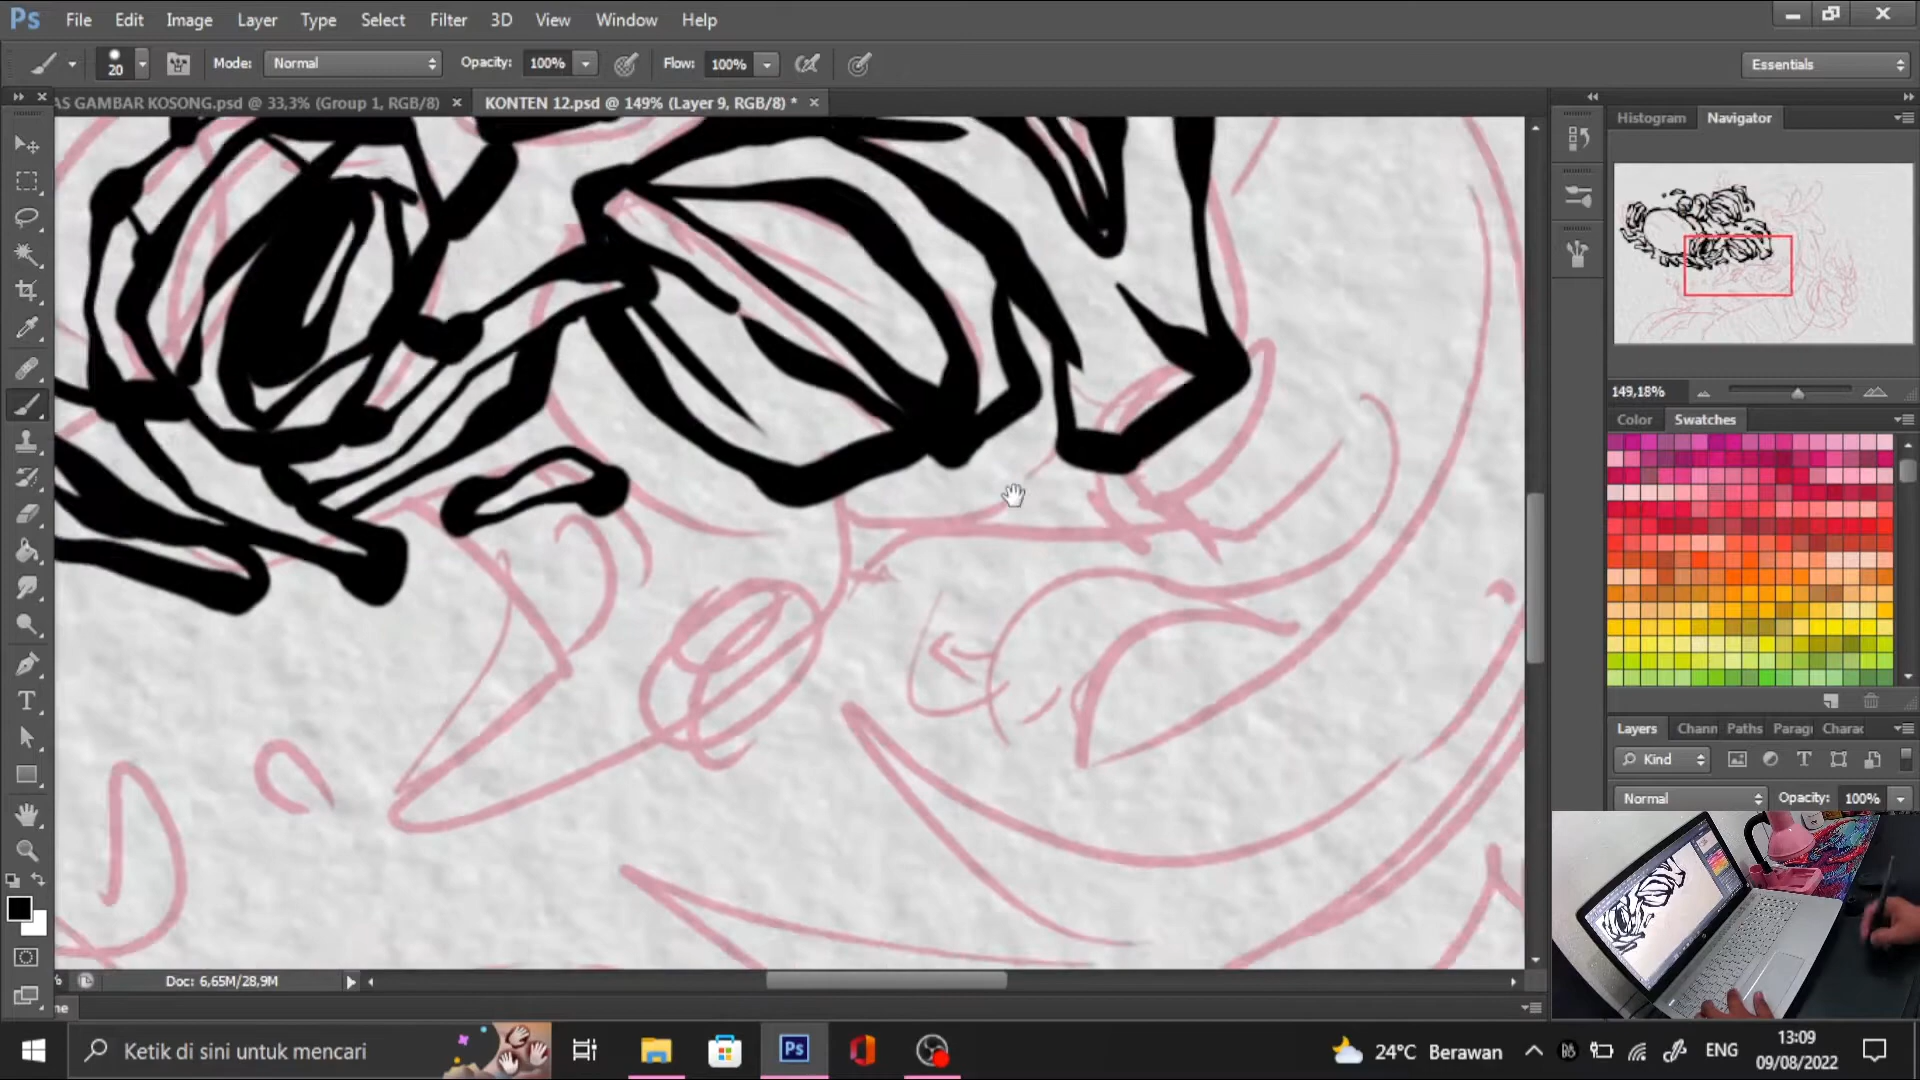 Ps File Edit Image Layer Type Select Filter 3D View Window Help
20 Mode: Normal Opacity: 100% Flow: 100% Essentials
AS GAMBAR KOSONG.psd @ 33,3% (Group 1, RGB/8) × KONTEN 12.psd @ 149% (Layer 9, RGB/8) * ×
Histogram Navigator
149,18%
Color Swatches
Layers Chann Paths Parag Charac
Kind
Normal Opacity: 100%
% Doc: 6,65M/28,9M
ne
Ketik di sini untuk mencari
Ps
24°C Berawan
ENG
13:09
09/08/2022